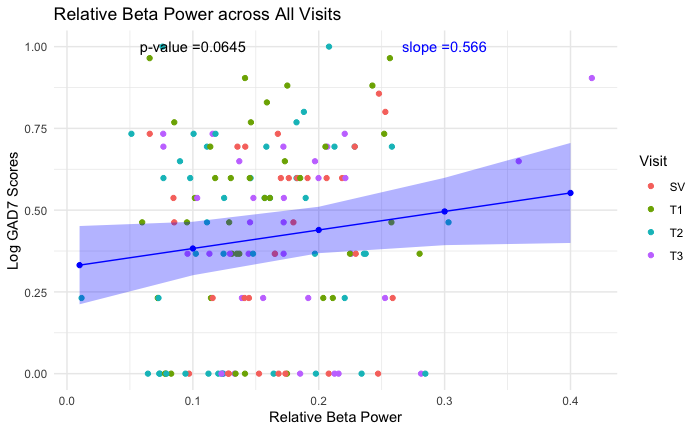 Relative Beta Power across All Visits
p-value =0.0645
slope =0.566
1.00
0.75
0.50
0.25
0.00
Log GAD7 Scores
0.0
0.1
0.2
0.3
0.4
Relative Beta Power
Visit
SV
T1
T2
T3